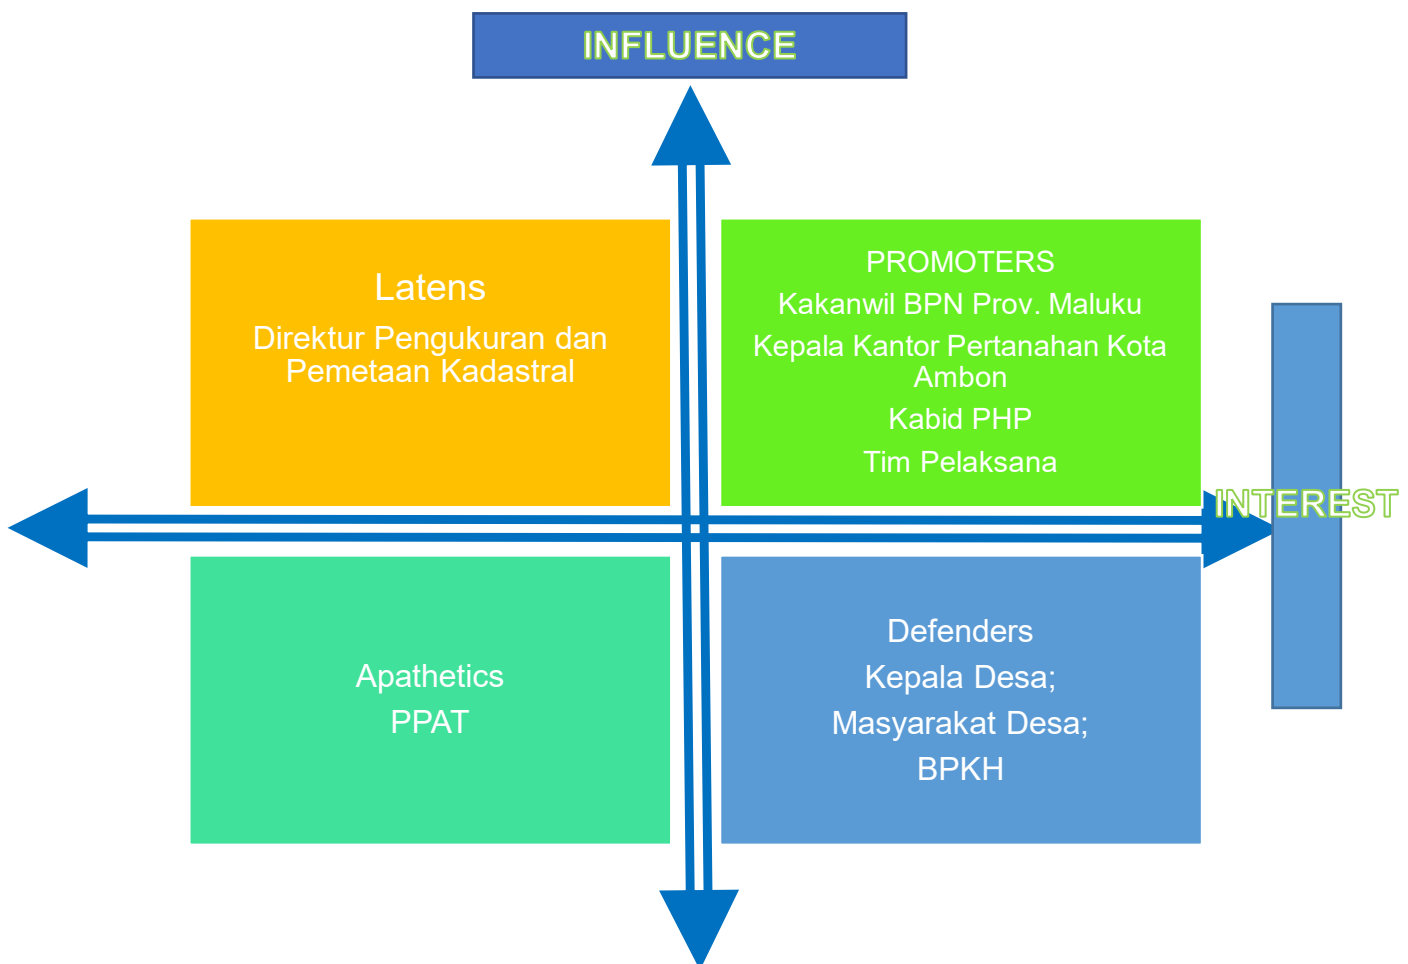 INFLUENCE
Latens
Direktur Pengukuran dan
Pemetaan Kadastral
PROMOTERS
Kakanwil BPN Prov. Maluku
Kepala Kantor Pertanahan Kota
Ambon
Kabid PHP
Tim Pelaksana
INTEREST
Apathetics
PPAT
Defenders
Kepala Desa;
Masyarakat Desa;
BPKH